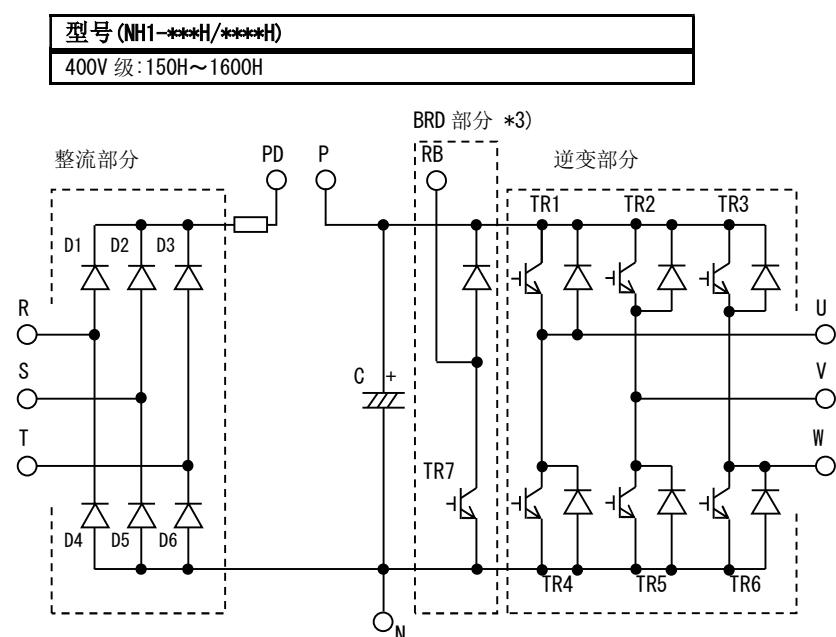 型号(NH1-***H/****H)
400V 级:150H～1600H
BRD 部分 *3)
整流部分
PD
P
RB
逆变部分
TR1
TR2
TR3
D1
D2
D3
R
U
S
C
+
V
T
W
TR7
D4
D5
D6
TR4
TR5
TR6
N